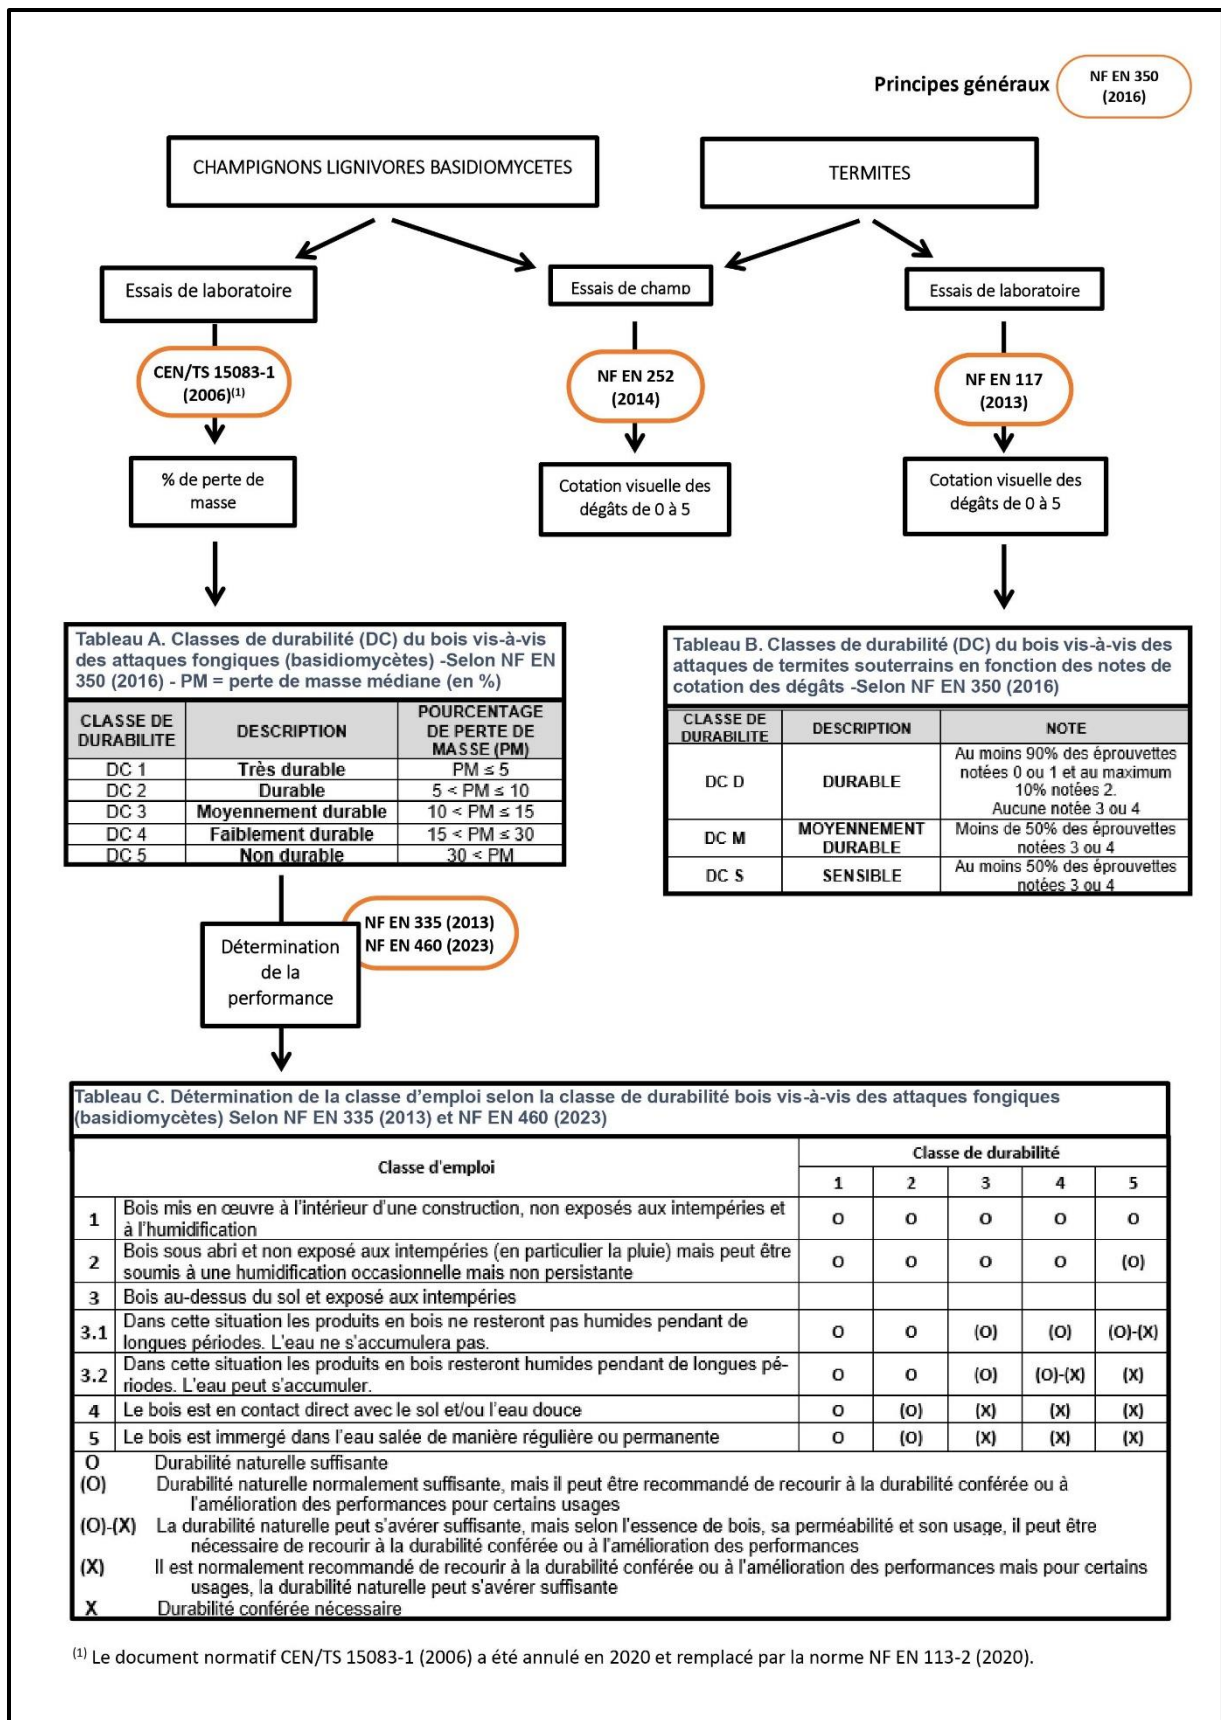 Principes généraux
NF EN 350
(2016)
CHAMPIGNONS LIGNIVORES BASIDIOMYCETES
TERMITES
Essais de laboratoire
Essais de champ
Essais de laboratoire
CEN/TS 15083-1
(2006)(1)
NF EN 252
(2014)
NF EN 117
(2013)
% de perte de
masse
Cotation visuelle des
dégâts de 0 à 5
Cotation visuelle des
dégâts de 0 à 5
Tableau A. Classes de durabilité (DC) du bois vis-à-vis
des attaques fongiques (basidiomycètes) -Selon NF EN
350 (2016) - PM = perte de masse médiane (en %)
CLASSE DE
DURABILITE
DESCRIPTION
POURCENTAGE
DE PERTE DE
MASSE (PM)
DC 1 Très durable PM ≤ 5
DC 2 Durable 5 < PM ≤ 10
DC 3 Moyennement durable 10 < PM ≤ 15
DC 4 Faiblement durable 15 < PM ≤ 30
DC 5 Non durable 30 < PM
Tableau B. Classes de durabilité (DC) du bois vis-à-vis des
attaques de termites souterrains en fonction des notes de
cotation des dégâts -Selon NF EN 350 (2016)
CLASSE DE
DURABILITE
DESCRIPTION
NOTE
DC D
DURABLE
Au moins 90% des éprouvettes
notées 0 ou 1 et au maximum
10% notées 2.
Aucune notée 3 ou 4
DC M
MOYENNEMENT
DURABLE
Moins de 50% des éprouvettes
notées 3 ou 4
DC S
SENSIBLE
Au moins 50% des éprouvettes
notées 3 ou 4
NF EN 335 (2013)
NF EN 460 (2023)
Détermination
de la
performance
Tableau C. Détermination de la classe d'emploi selon la classe de durabilité bois vis-à-vis des attaques fongiques
(basidiomycètes) Selon NF EN 335 (2013) et NF EN 460 (2023)
Classe d'emploi
Classe de durabilité
1 2 3 4 5
1 Bois mis en œuvre à l'intérieur d'une construction, non exposés aux intempéries et
à l'humidification
O O O O O
2 Bois sous abri et non exposé aux intempéries (en particulier la pluie) mais peut être
soumis à une humidification occasionnelle mais non persistante
O O O O (O)
3 Bois au-dessus du sol et exposé aux intempéries
3.1 Dans cette situation les produits en bois ne resteront pas humides pendant de
longues périodes. L'eau ne s'accumulera pas.
O O (O) (O) (O)-(X)
3.2 Dans cette situation les produits en bois resteront humides pendant de longues pé-
riodes. L'eau peut s'accumuler.
O O (O) (O)-(X) (X)
4 Le bois est en contact direct avec le sol et/ou l'eau douce O (O) (X) (X) (X)
5 Le bois est immergé dans l'eau salée de manière régulière ou permanente O (O) (X) (X) (X)
O Durabilité naturelle suffisante
(O) Durabilité naturelle normalement suffisante, mais il peut être recommandé de recourir à la durabilité conférée ou à
l'amélioration des performances pour certains usages
(O)-(X) La durabilité naturelle peut s'avérer suffisante, mais selon l'essence de bois, sa perméabilité et son usage, il peut être
nécessaire de recourir à la durabilité conférée ou à l'amélioration des performances
(X) Il est normalement recommandé de recourir à la durabilité conférée ou à l'amélioration des performances mais pour certains
usages, la durabilité naturelle peut s'avérer suffisante
X Durabilité conférée nécessaire
(1) Le document normatif CEN/TS 15083-1 (2006) a été annulé en 2020 et remplacé par la norme NF EN 113-2 (2020).